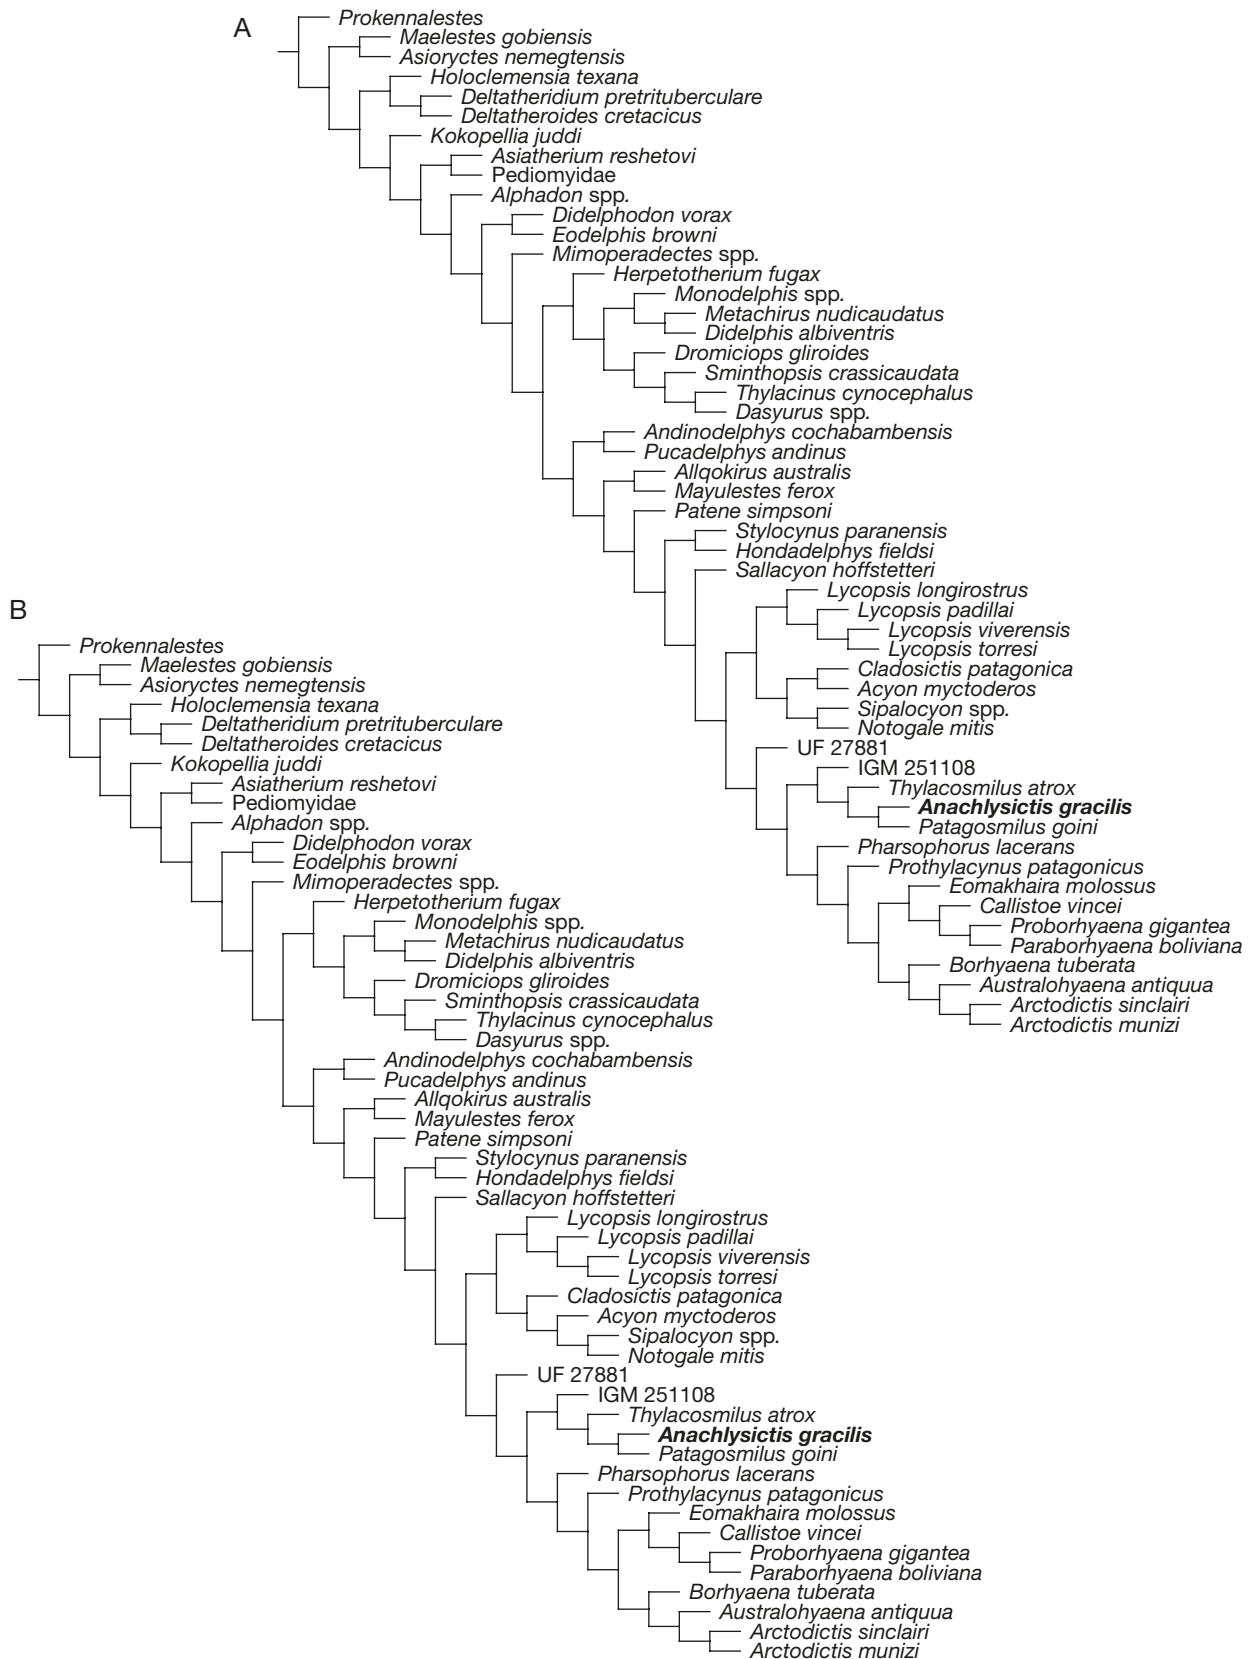 A
Prokennalestes
Maelestes gobiensis
Asioryctes nemegtensis
Holoclemensia texana
Deltatheridium pretrituberculare
Deltatheroides cretacicus
Kokopellia juddi
Asiatherium reshetovi
Pediomyidae
Alphadon spp.
Didelphodon vorax
Eodelphis browni
Mimoperadectes spp.
Herpetotherium fugax
Monodelphis spp.
Metachirus nudicaudatus
Didelphis albiventris
Dromiciops gliroides
Sminthopsis crassicaudata
Thylacinus cynocephalus
Dasyurus spp.
Andinodelphys cochabambensis
Pucadelphys andinus
Allqokirus australis
Mayulestes ferox
Patene simpsoni
Stylocynus paranensis
Hondadelphys fieldsi
Sallacyon hoffstetteri
Lycopsis longirostrus
Lycopsis padillai
Lycopsis viverensis
Lycopsis torresi
Cladosictis patagonica
Acyon myctoderos
Sipalocyon spp.
Notogale mitis
UF 27881
IGM 251108
Thylacosmilus atrox
Anachlysictis gracilis
Patagosmilus goini
Pharsophorus lacerans
Prothylacynus patagonicus
Eomakhaira molossus
Callistoe vincei
Proborhyaena gigantea
Paraborhyaena boliviana
Borhyaena tuberata
Australohyaena antiquua
Arctodictis sinclairi
Arctodictis munizi
B
Prokennalestes
Maelestes gobiensis
Asioryctes nemegtensis
Holoclemensia texana
Deltatheridium pretrituberculare
Deltatheroides cretacicus
Kokopellia juddi
Asiatherium reshetovi
Pediomyidae
Alphadon spp.
Didelphodon vorax
Eodelphis browni
Mimoperadectes spp.
Herpetotherium fugax
Monodelphis spp.
Metachirus nudicaudatus
Didelphis albiventris
Dromiciops gliroides
Sminthopsis crassicaudata
Thylacinus cynocephalus
Dasyurus spp.
Andinodelphys cochabambensis
Pucadelphys andinus
Allqokirus australis
Mayulestes ferox
Patene simpsoni
Stylocynus paranensis
Hondadelphys fieldsi
Sallacyon hoffstetteri
Lycopsis longirostrus
Lycopsis padillai
Lycopsis viverensis
Lycopsis torresi
Cladosictis patagonica
Acyon myctoderos
Sipalocyon spp.
Notogale mitis
UF 27881
IGM 251108
Thylacosmilus atrox
Anachlysictis gracilis
Patagosmilus goini
Pharsophorus lacerans
Prothylacynus patagonicus
Eomakhaira molossus
Callistoe vincei
Proborhyaena gigantea
Paraborhyaena boliviana
Borhyaena tuberata
Australohyaena antiquua
Arctodictis sinclairi
Arctodictis munizi